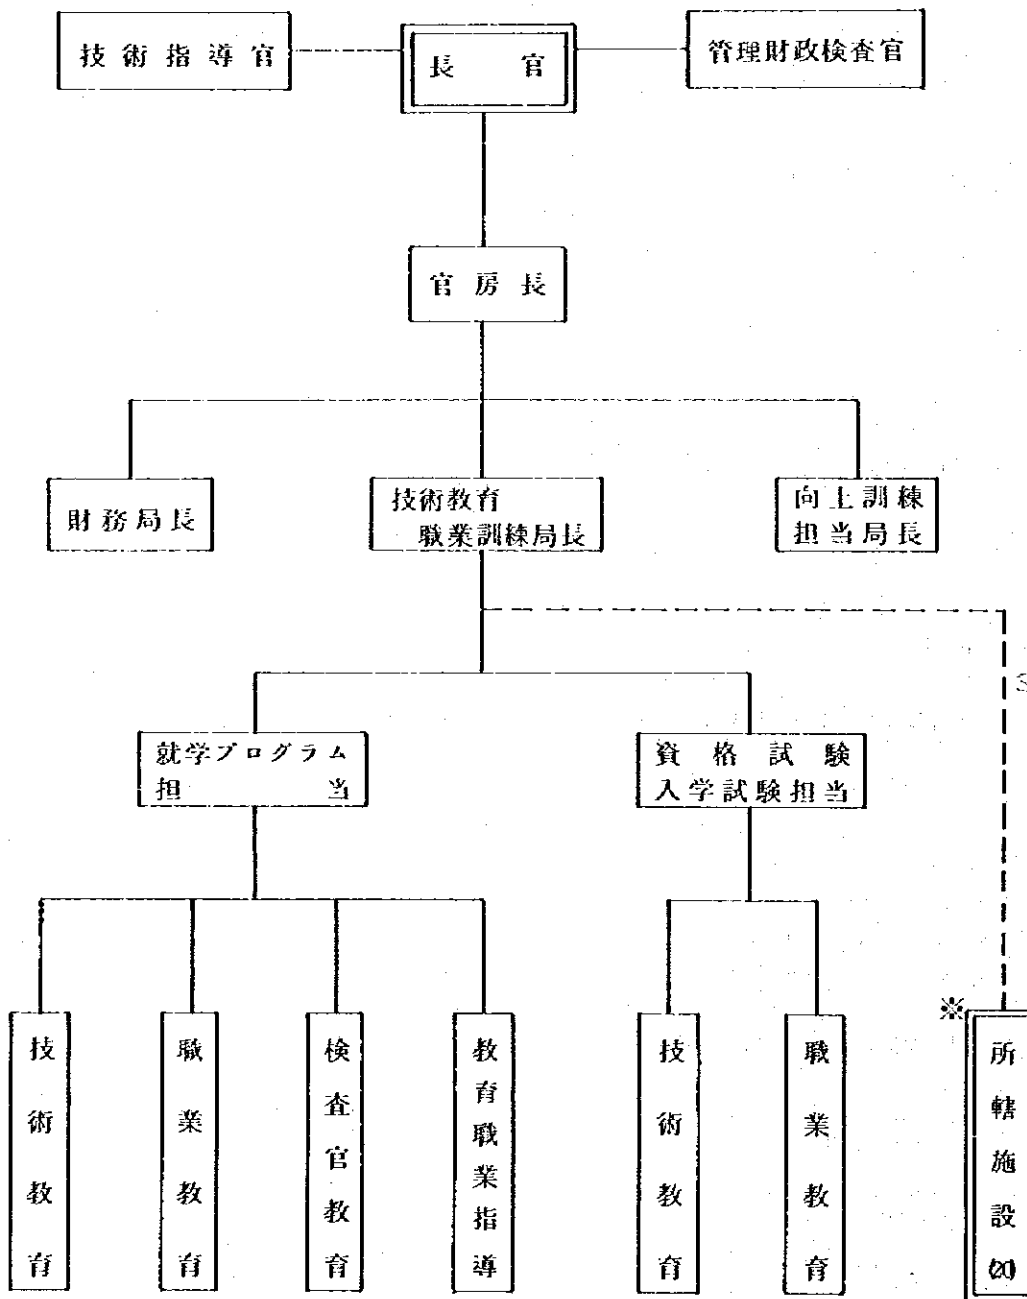 技術指導官
長官
管理財政検査官
官房長
財務局長
技術教育
職業訓練局長
向上訓練
担当局長
就学プログラム
担当
資格試験
入学試験担当
技術教育
職業教育
検査官教育
教育職業指導
技術教育
職業教育
※
所轄施設(20)